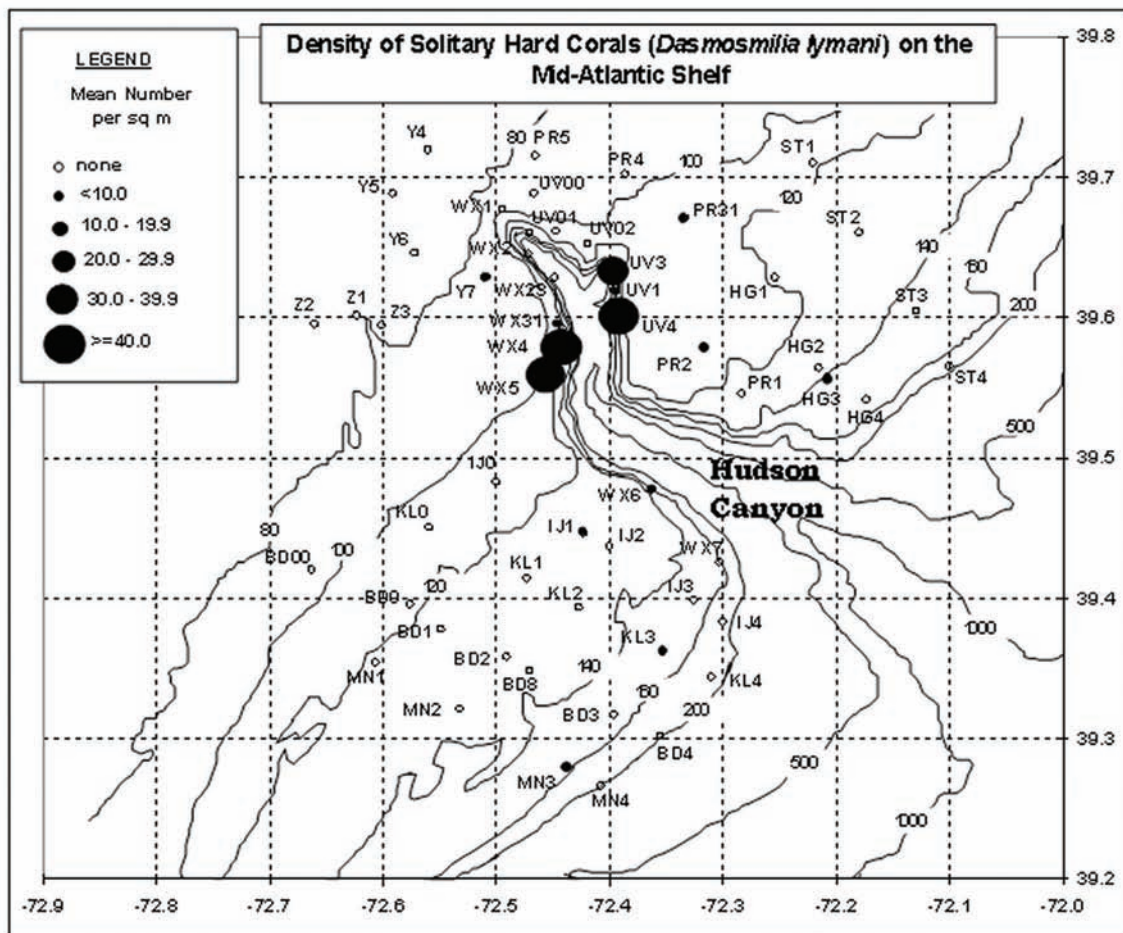 Density of Solitary Hard Corals (Dasmosmilia lymani) on the
Mid-Atlantic Shelf
LEGEND
Mean Number
per sq m
none
<10.0
10.0 - 19.9
20.0 - 29.9
30.0 - 39.9
>=40.0
39.8
39.7
39.6
39.5
39.4
39.3
39.2
Y4
80 PR5
PR4
100
ST1
Y5
UV00
120
WX1
UV01
UV02
PR31
ST2
Y6
WX2
140
UV3
160
Y7
WX23
UV1
HG1
ST3
200
Z2
Z1
Z3
WX31
UV4
WX4
PR2
HG2
WX5
PR1
HG3
ST4
HG4
500
IJ0
Hudson
Canyon
WX6
KL0
80
BD00
100
IJ1
IJ2
WX7
KL1
120
BD9
KL2
IJ3
BD1
KL3
IJ4
1000
MN1
BD2
BD8
140
160
KL4
MN2
BD3
200
BD4
500
MN3
MN4
1000
-72.9
-72.8
-72.7
-72.6
-72.5
-72.4
-72.3
-72.2
-72.1
-72.0